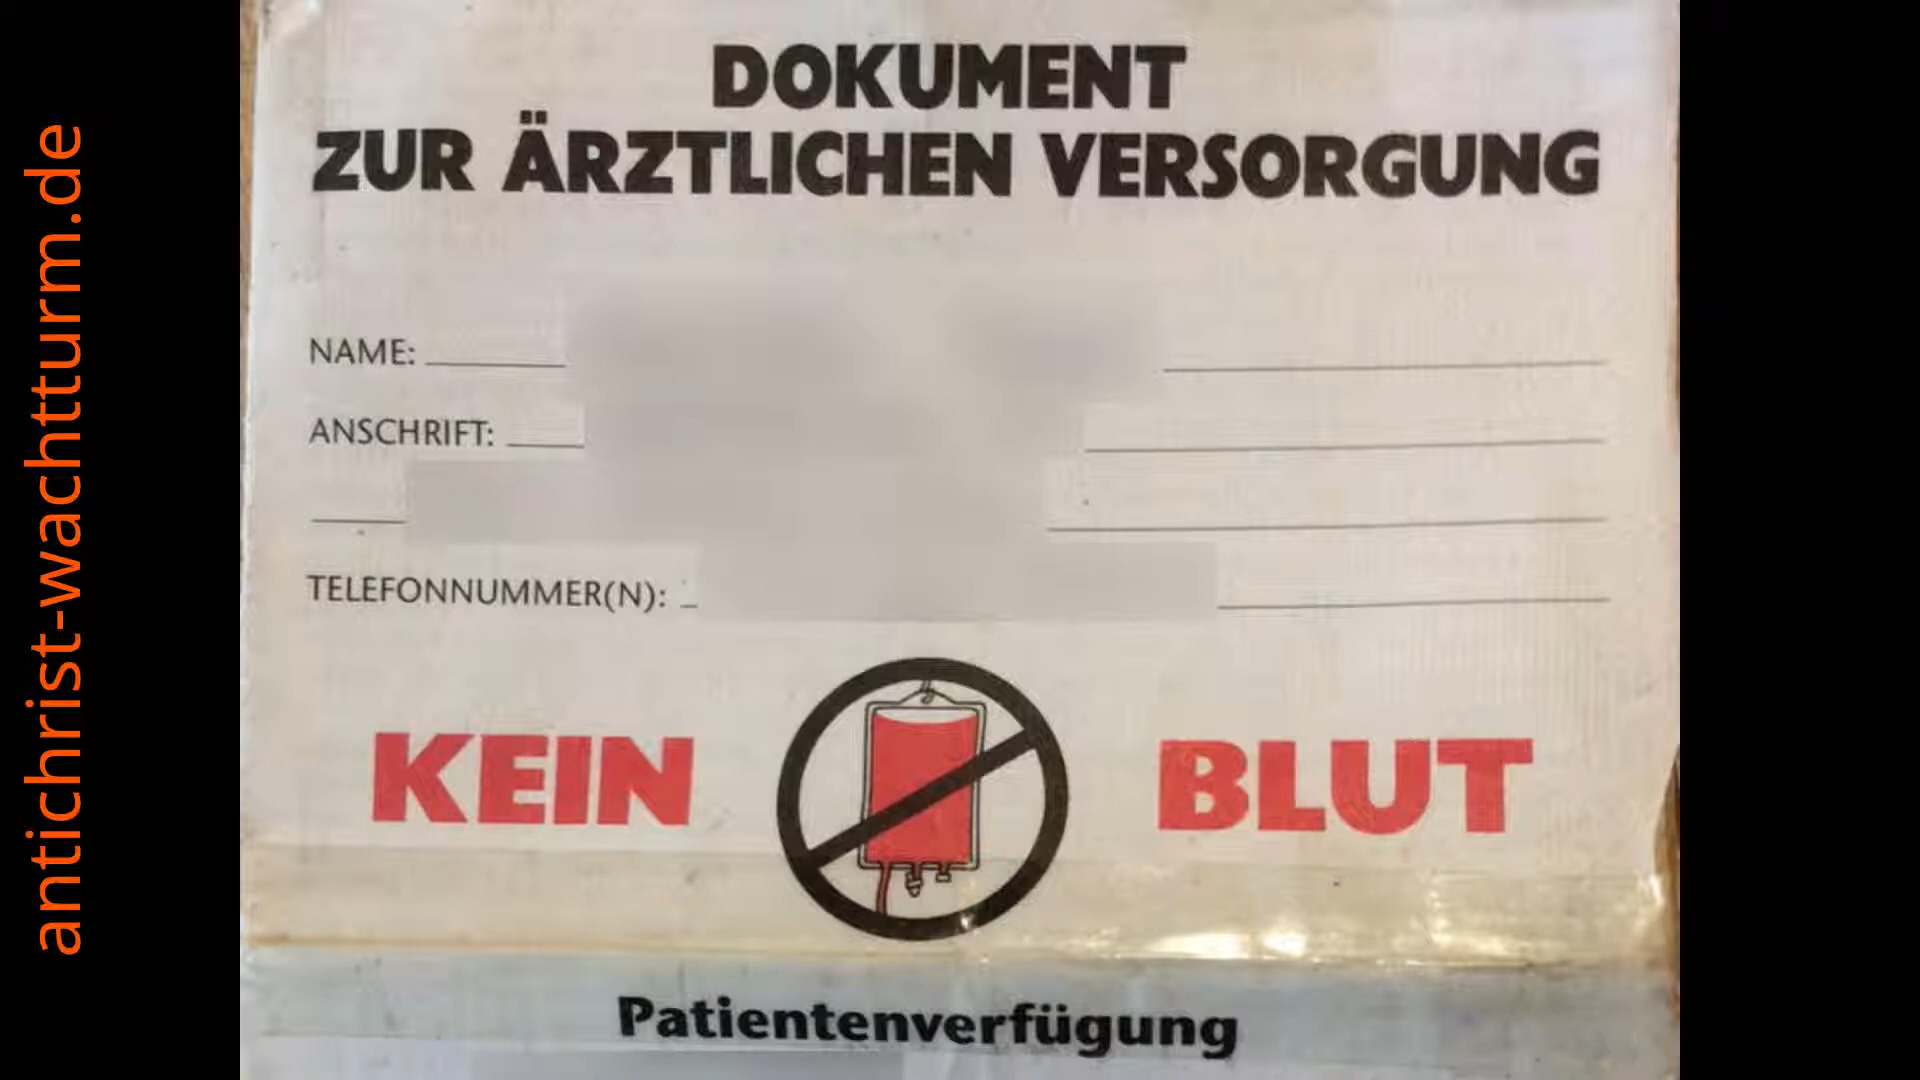 antichrist-wachtturm.de
DOKUMENT
ZUR ÄRZTLICHEN VERSORGUNG
NAME:
ANSCHRIFT:
TELEFONNUMMER(N):
KEIN BLUT
Patientenverfügung